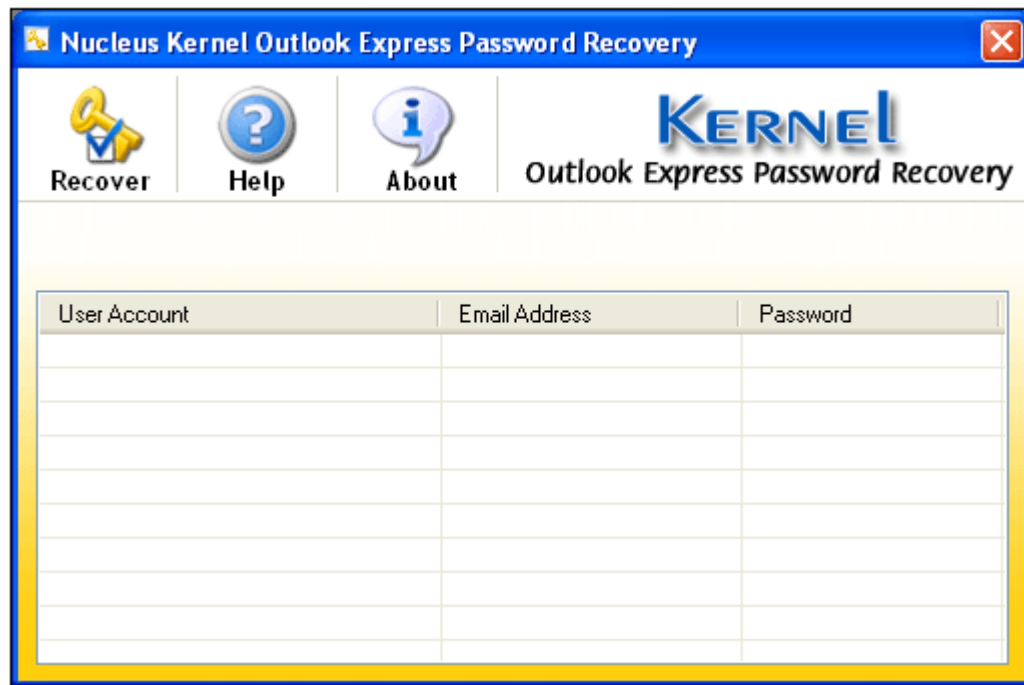 Nucleus Kernel Outlook Express Password Recovery
Recover Help About
KERNEl
Outlook Express Password Recovery
User Account Email Address Password